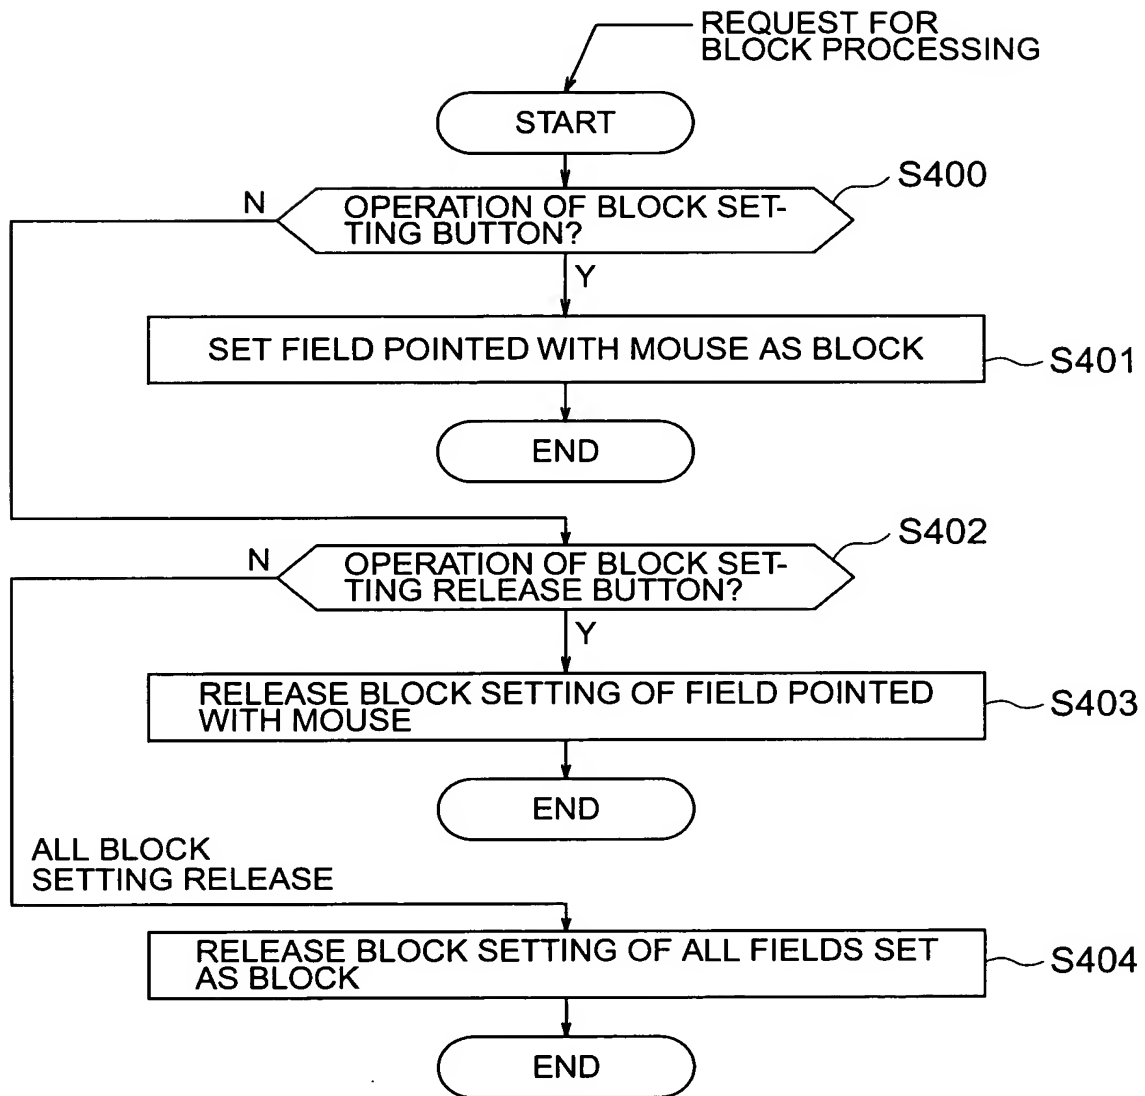 REQUEST FOR
BLOCK PROCESSING
START
S400
N
OPERATION OF BLOCK SET-
TING BUTTON?
Y
SET FIELD POINTED WITH MOUSE AS BLOCK
S401
END
S402
N
OPERATION OF BLOCK SET-
TING RELEASE BUTTON?
Y
RELEASE BLOCK SETTING OF FIELD POINTED
WITH MOUSE
S403
END
ALL BLOCK
SETTING RELEASE
RELEASE BLOCK SETTING OF ALL FIELDS SET
AS BLOCK
S404
END